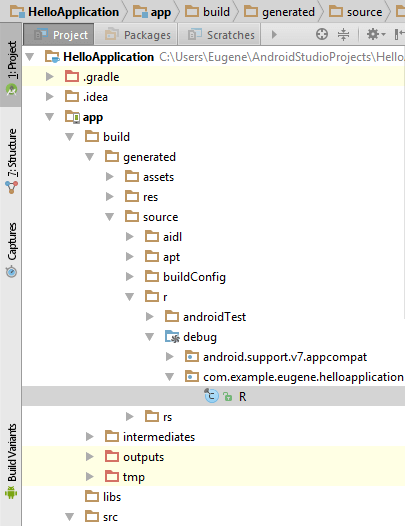 HelloApplication app build generated source
Project Packages Scratches
HelloApplication C:\Users\Eugene\AndroidStudioProjects\Hello
.gradle
.idea
app
build
generated
assets
res
source
aidl
apt
buildConfig
r
androidTest
debug
android.support.v7.appcompat
com.example.eugene.helloapplication
R
rs
intermediates
outputs
tmp
libs
src
1: Project
7: Structure
Captures
Build Variants